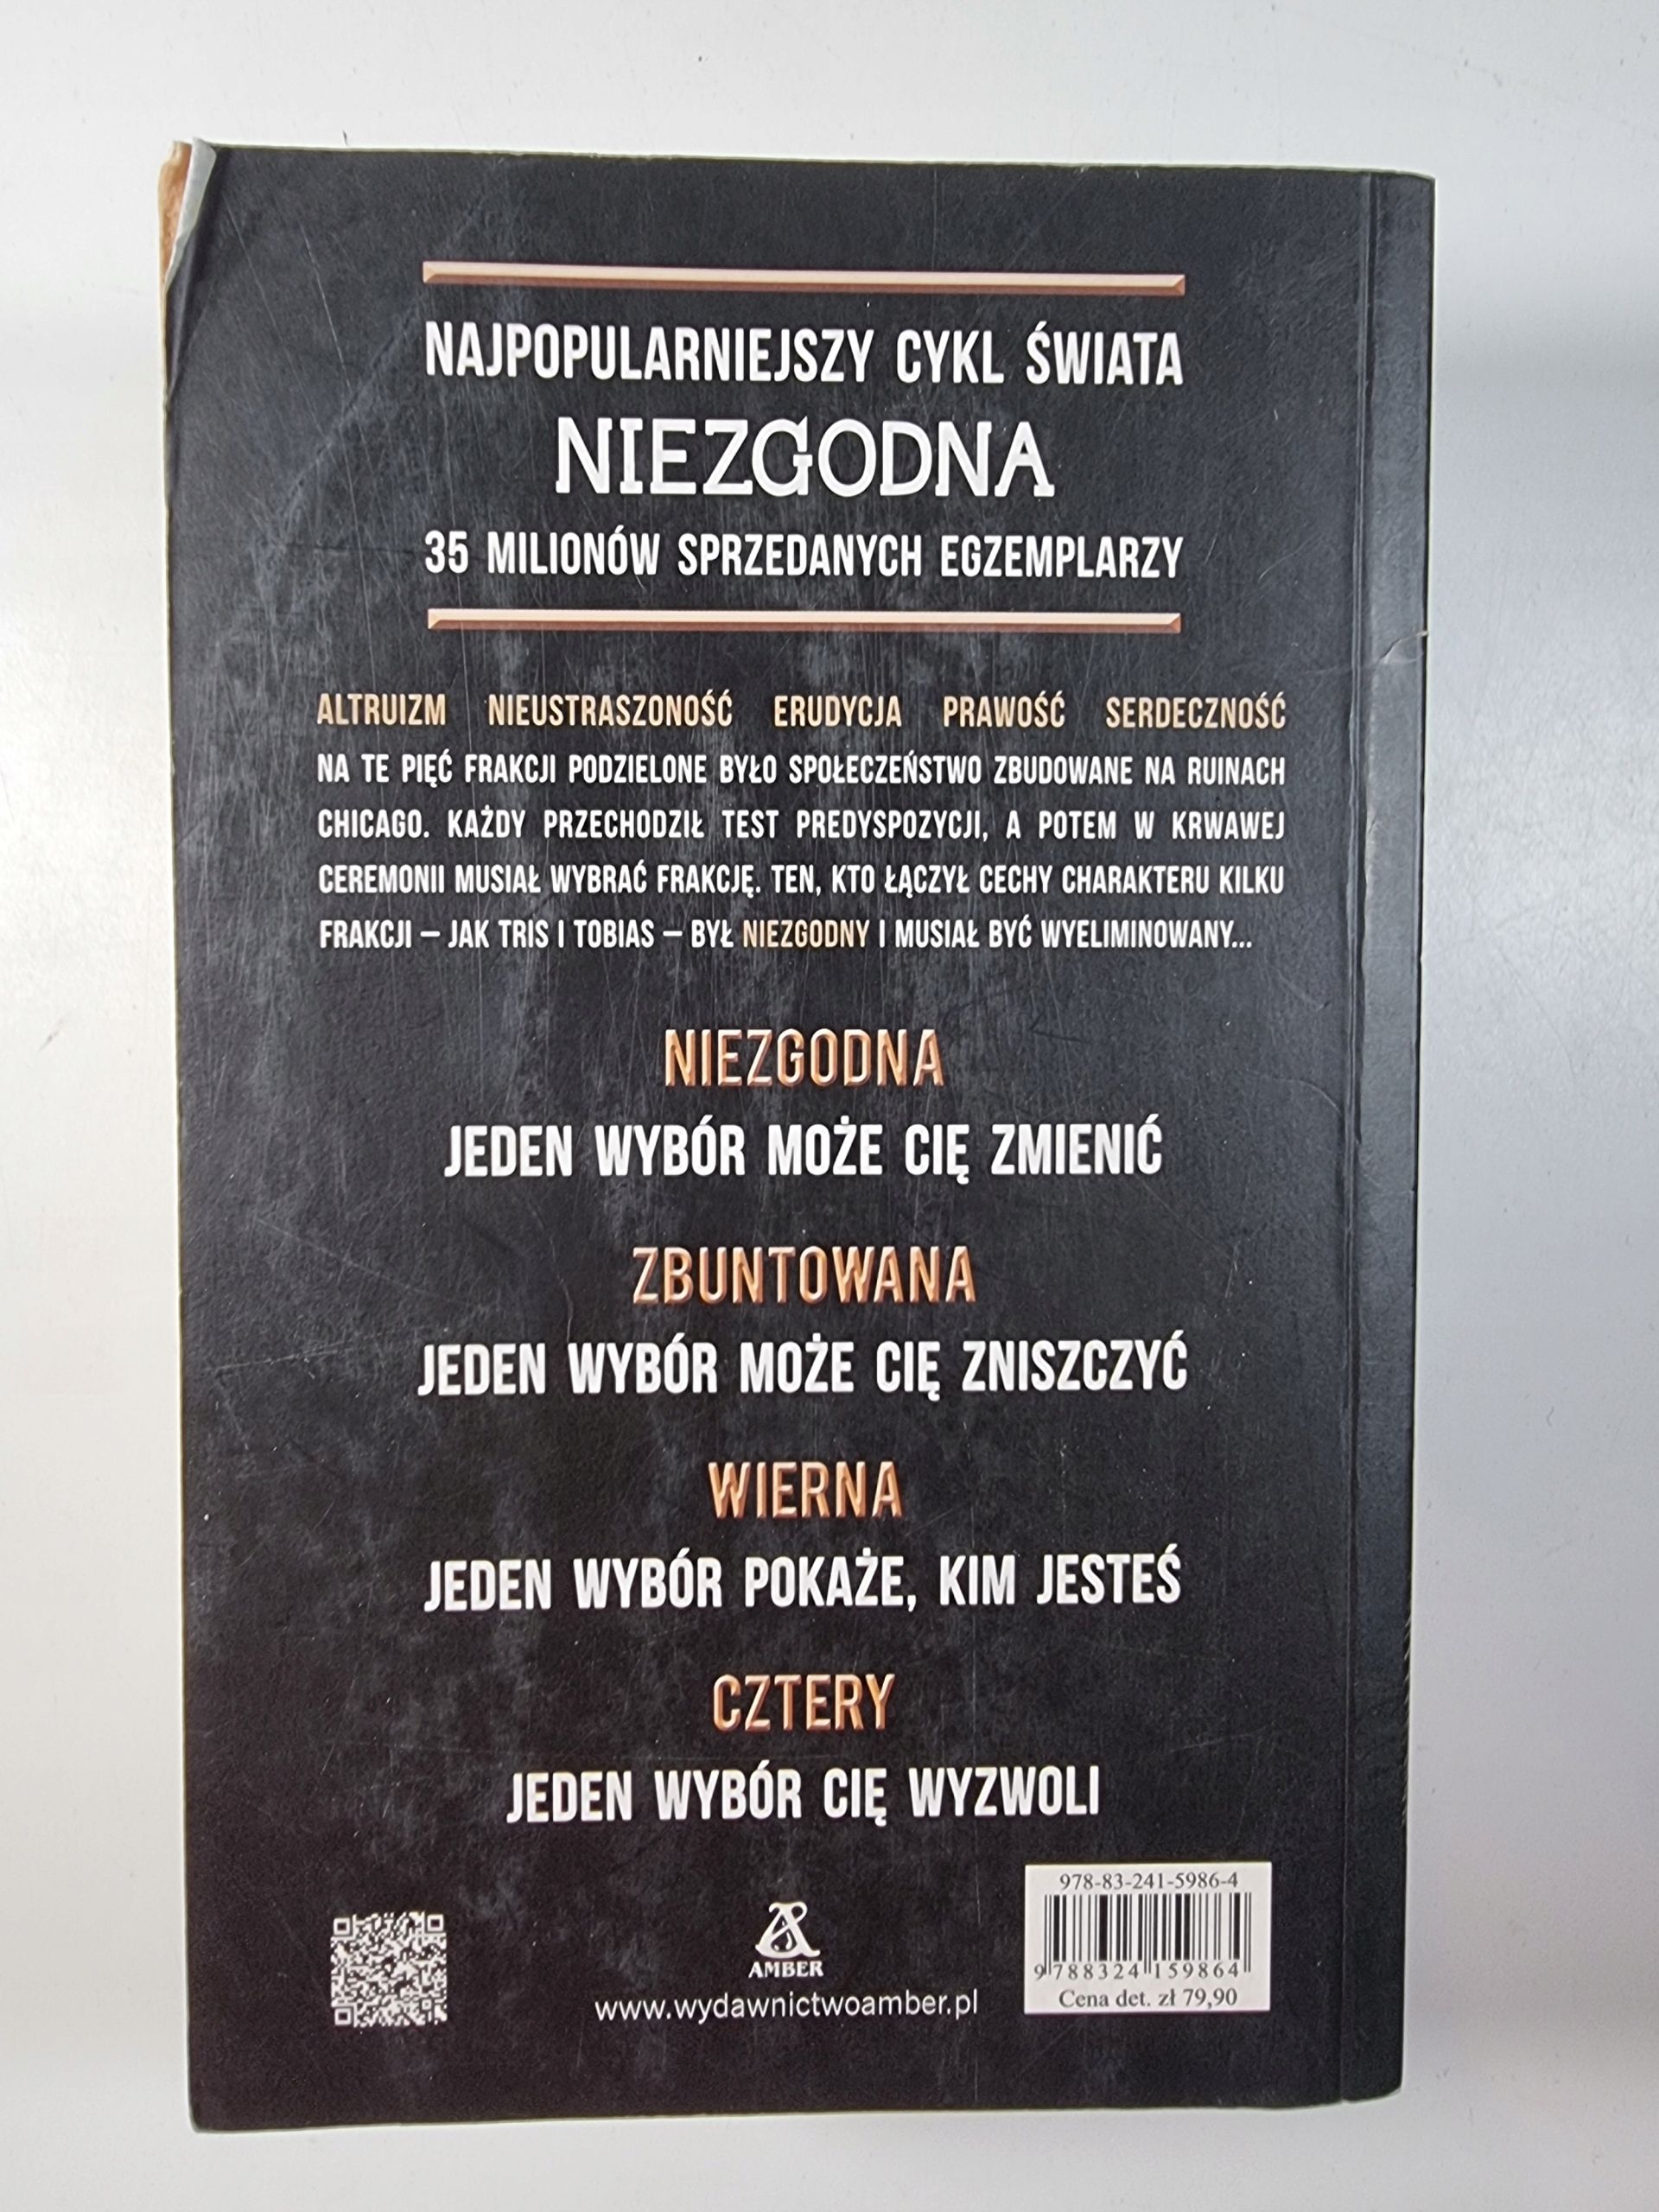 NAJPOPULARNIEJSZY CYKL ŚWIATA
NIEZGODNA
35 MILIONÓW SPRZEDANYCH EGZEMPLARZY
ALTRUIZM NIEUSTRASZONOŚĆ ERUDYCJA PRAWOŚĆ SERDECZNOŚĆ
NA TE PIĘĆ FRAKCJI PODZIELONE BYŁO SPOŁECZEŃSTWO ZBUDOWANE NA RUINACH
CHICAGO. KAŻDY PRZECHODZIŁ TEST PREDYSPOZYCJI, A POTEM W KRWAWEJ
CEREMONII MUSIAŁ WYBRAĆ FRAKCJĘ. TEN, KTO ŁĄCZYŁ CECHY CHARAKTERU KILKU
FRAKCJI – JAK TRIS I TOBIAS – BYŁ NIEZGODNY I MUSIAŁ BYĆ WYELIMINOWANY...
NIEZGODNA
JEDEN WYBÓR MOŻE CIĘ ZMIENIĆ
ZBUNTOWANA
JEDEN WYBÓR MOŻE CIĘ ZNISZCZYĆ
WIERNA
JEDEN WYBÓR POKAŻE, KIM JESTEŚ
CZTERY
JEDEN WYBÓR CIĘ WYZWOLI
AMBER
www.wydawnictwoamber.pl
978-83-241-5986-4
9 788324 159864
Cena det. zł 79,90